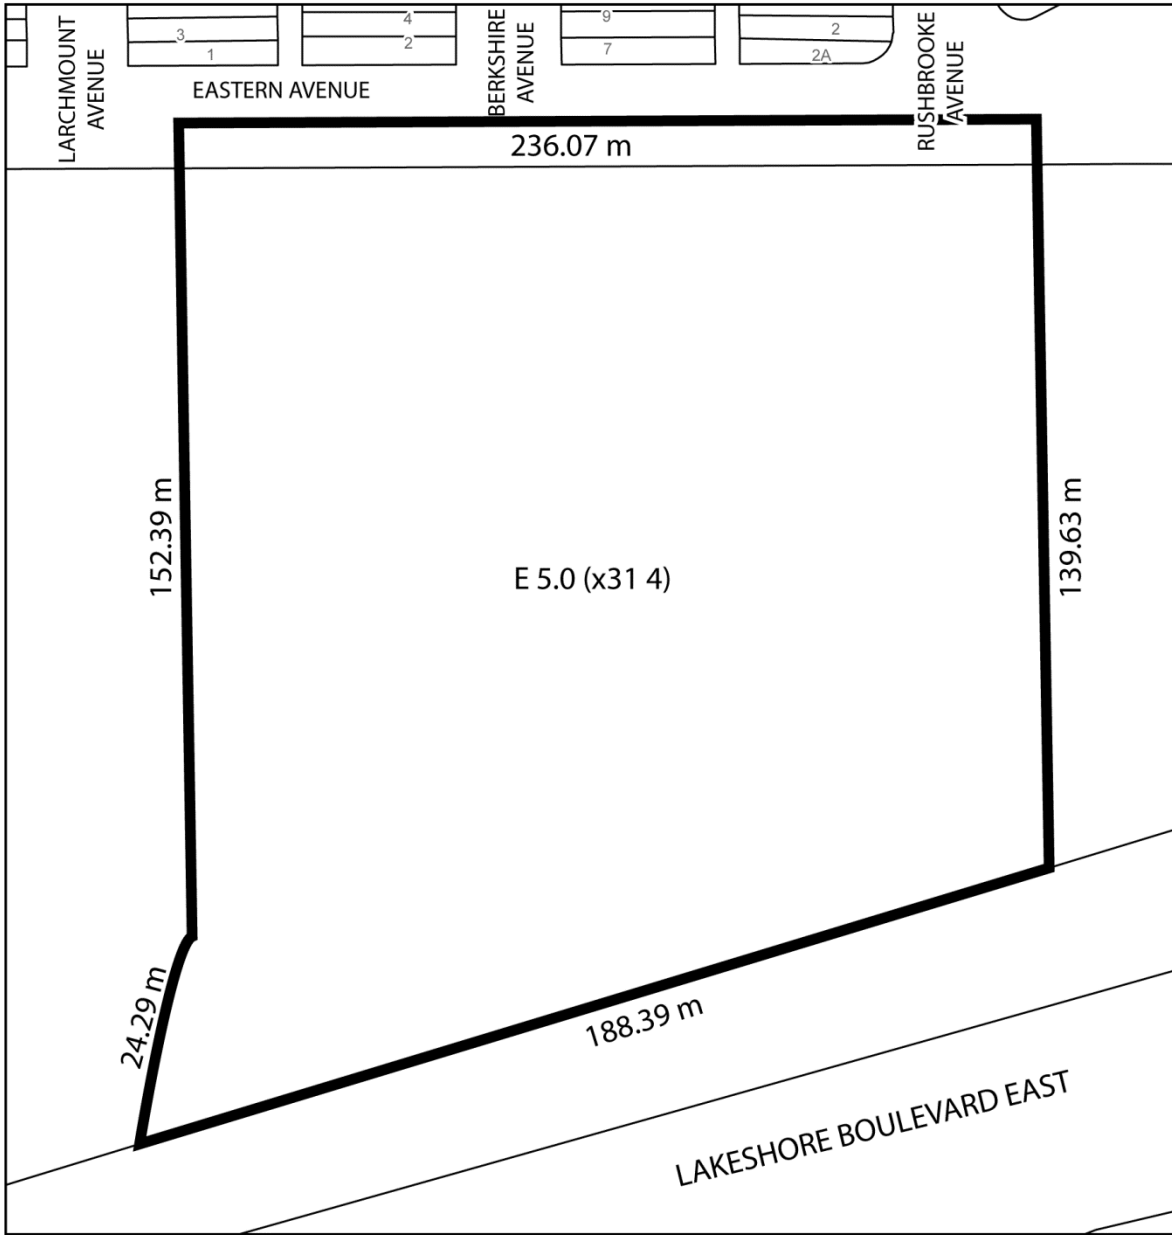 LARCHMOUNT
AVENUE
3
1
4
2
BERKSHIRE
AVENUE
9
7
2
2A
RUSHBROOKE
AVENUE
EASTERN AVENUE
236.07 m
152.39 m
E 5.0 (x31 4)
139.63 m
24.29 m
188.39 m
LAKESHORE BOULEVARD EAST